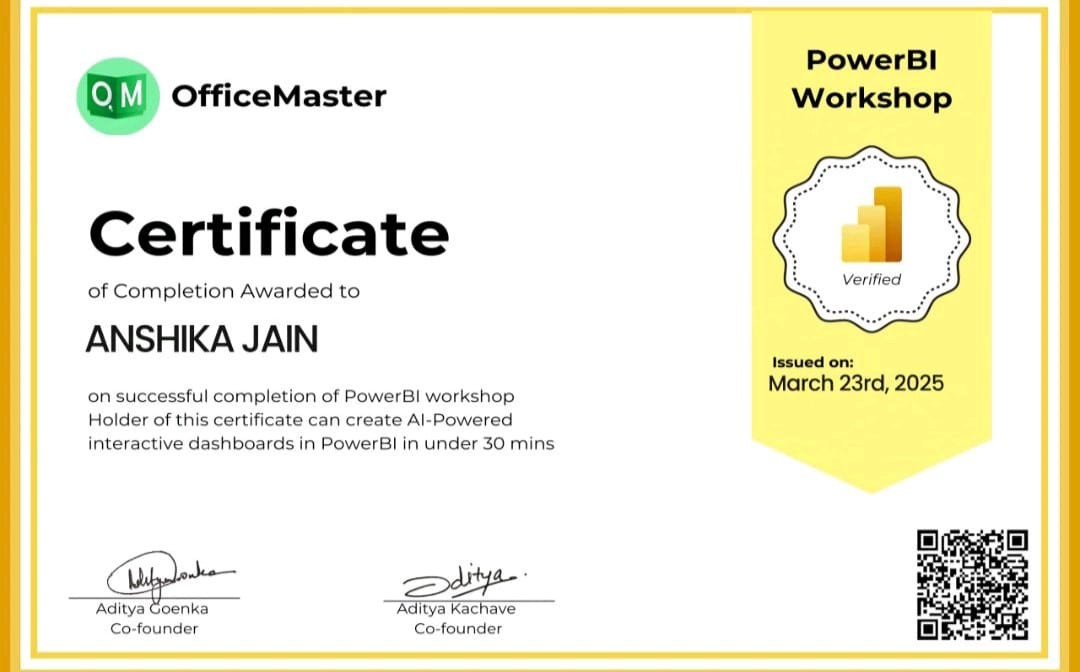 OM OfficeMaster
PowerBI
Workshop
Certificate
of Completion Awarded to
ANSHIKA JAIN
on successful completion of PowerBI workshop
Holder of this certificate can create AI-Powered
interactive dashboards in PowerBI in under 30 mins
Verified
Issued on:
March 23rd, 2025
Aditya.
Aditya Goenka
Co-founder
Aditya Kachave
Co-founder